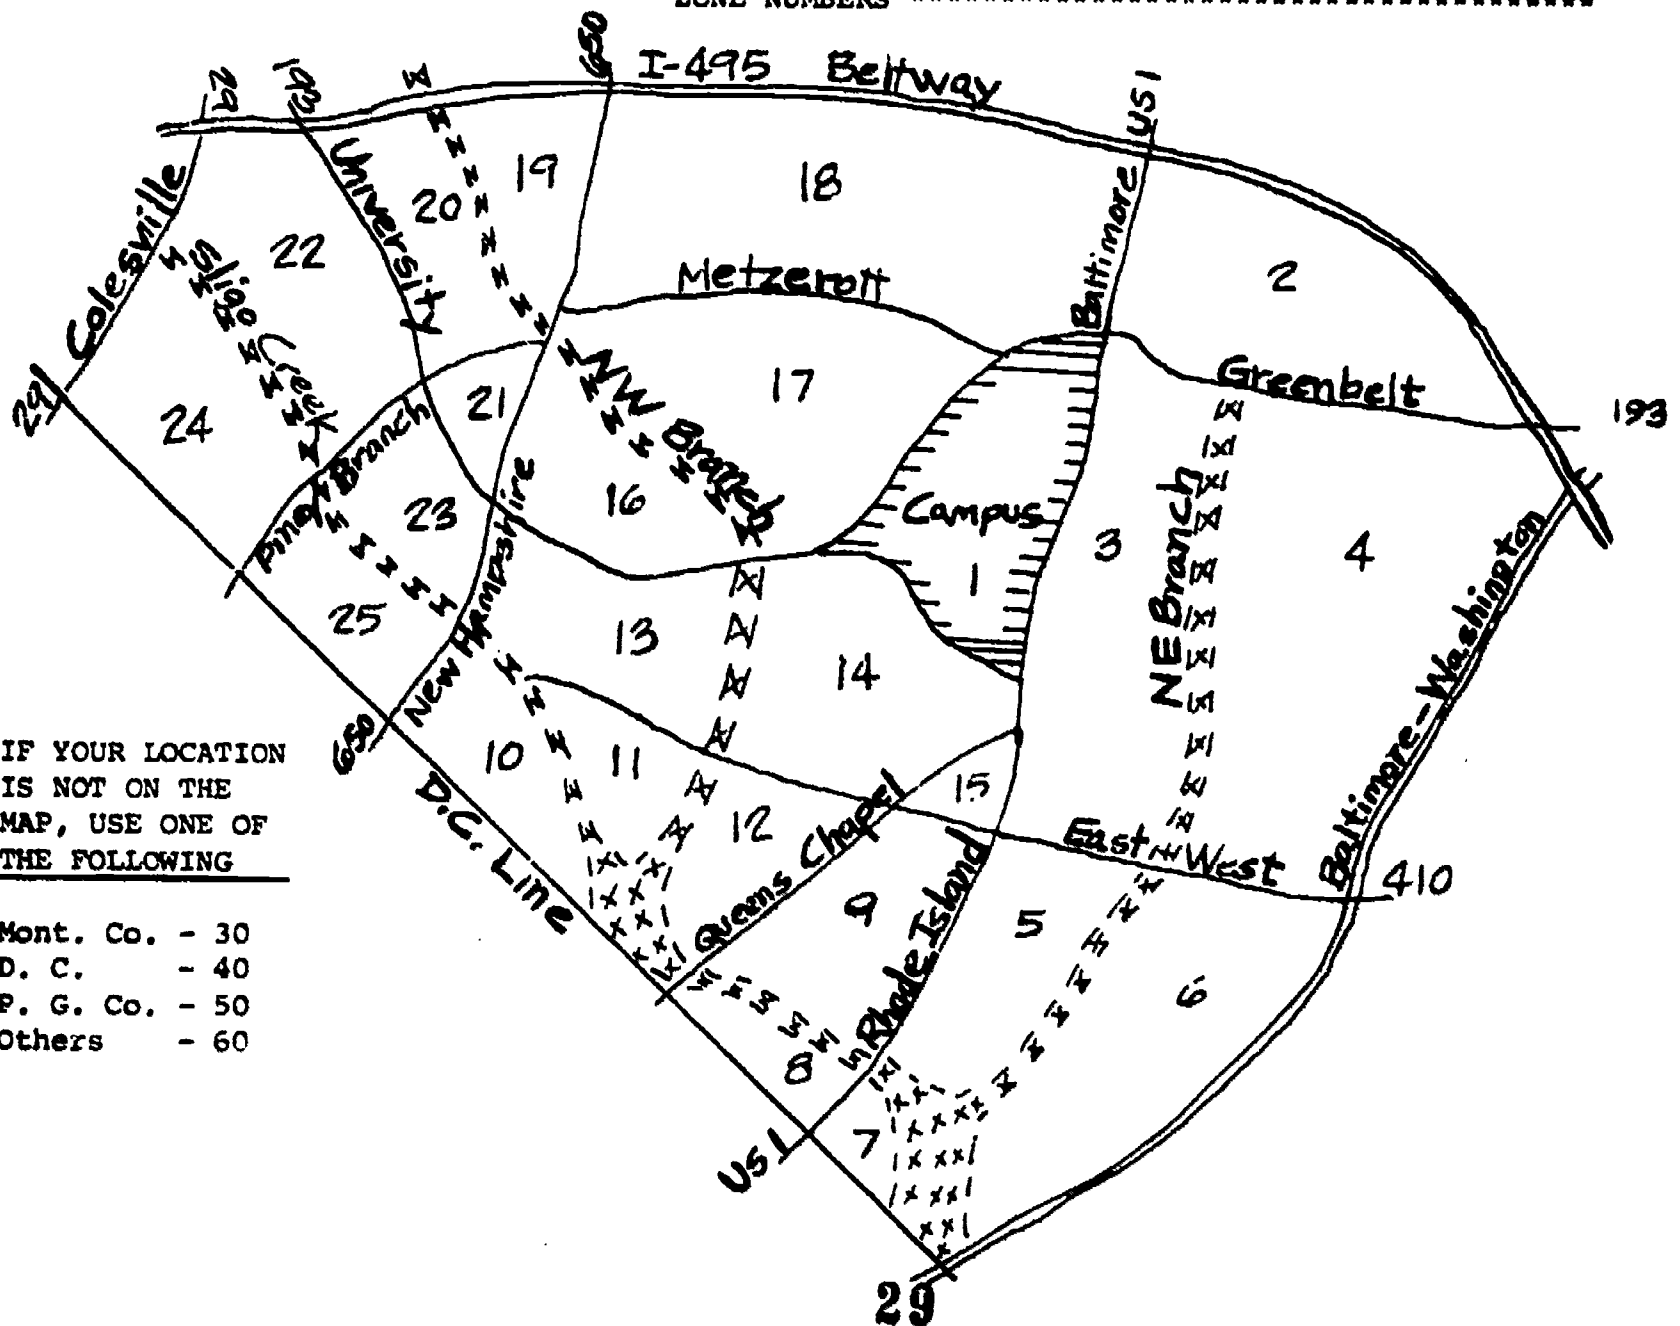 ZONE NUMBERS
650
I-495 Beltway
US 1
29
193
University
19
18
20
Colesville
22
Sligo Creek
Baltimore
2
Metzerott
NW Branch
17
Greenbelt
193
29
24
21
Piney Branch
16
Campus
23
3
NE Branch
4
1
New Hampshire
25
13
14
Baltimore-Washington
650
10
11
15
12
Queens Chapel
East West
410
D.C. Line
9
5
Rhode Island
6
8
7
US 1
29
IF YOUR LOCATION
IS NOT ON THE
MAP, USE ONE OF
THE FOLLOWING
Mont. Co. - 30
D. C. - 40
P. G. Co. - 50
Others - 60